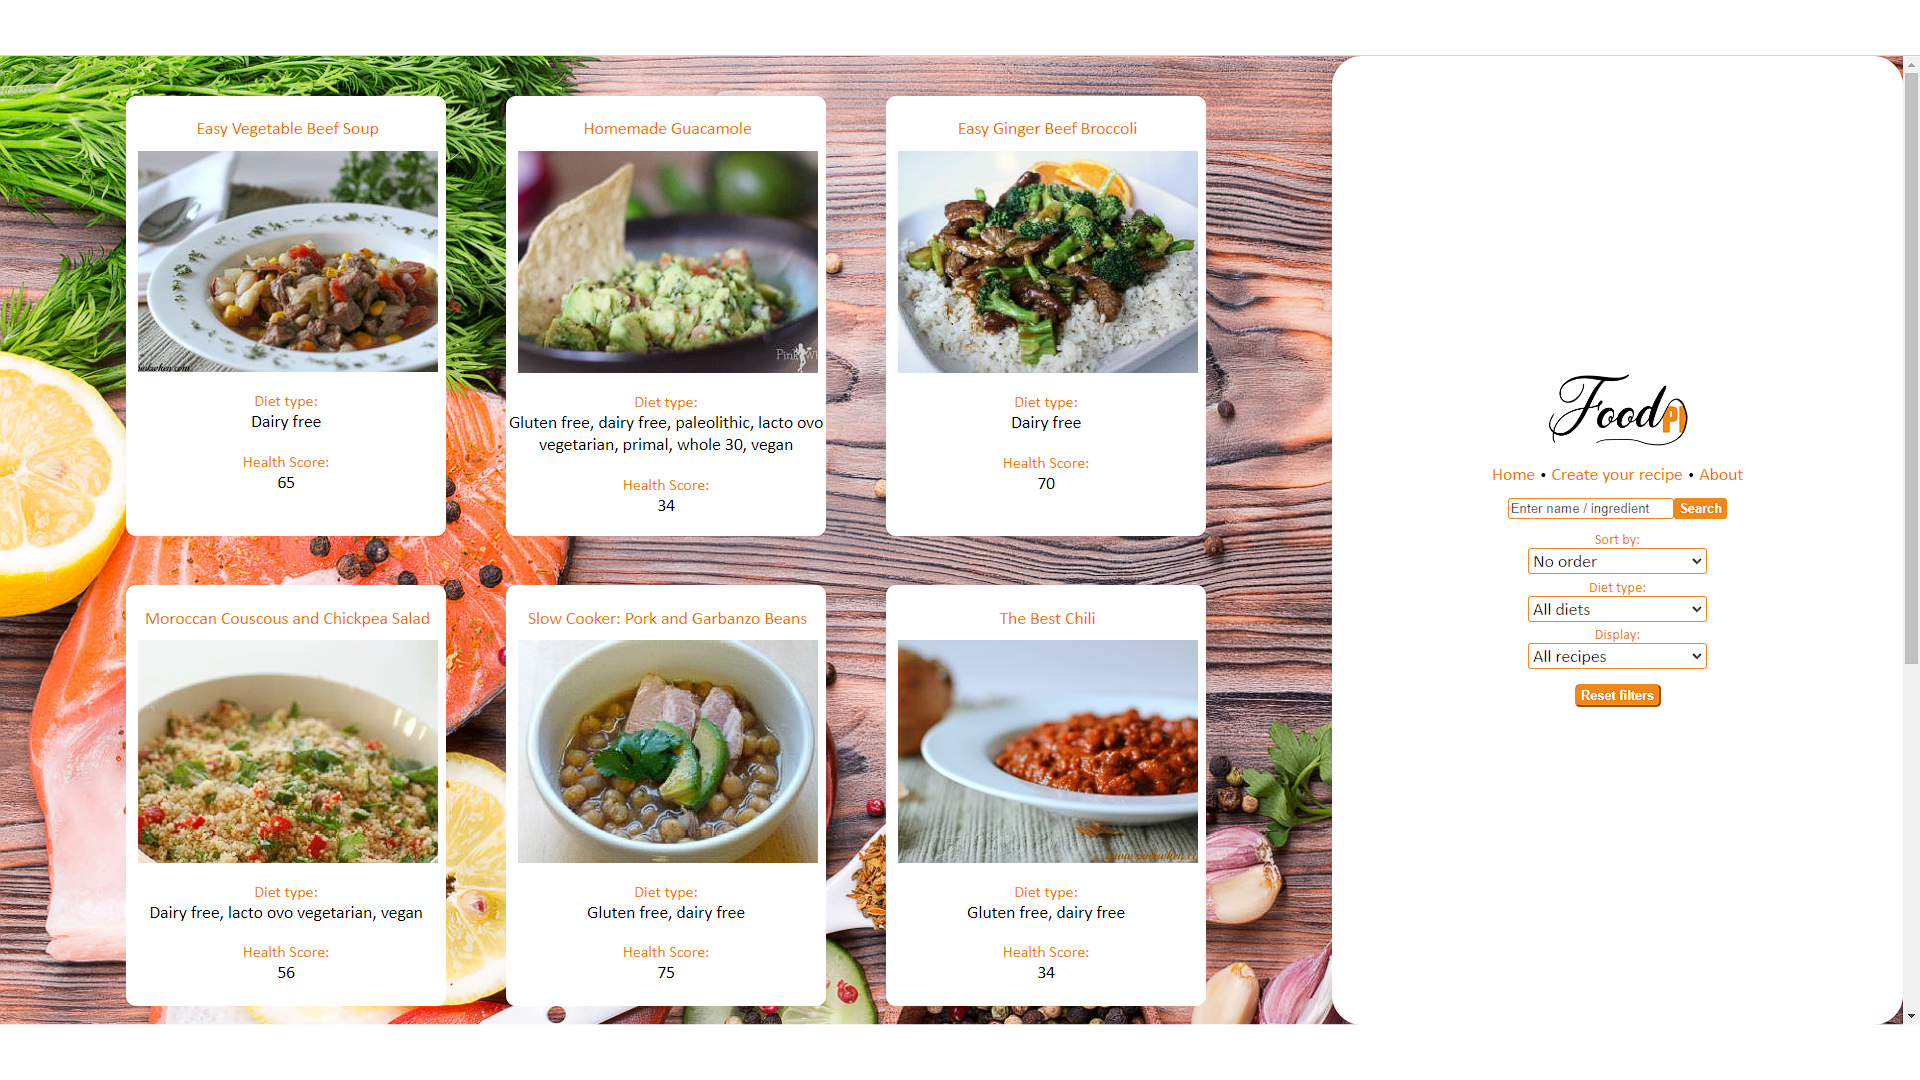 Easy Vegetable Beef Soup
Diet type:
Dairy free
Health Score:
65
Homemade Guacamole
Diet type:
Gluten free, dairy free, paleolithic, lacto ovo
vegetarian, primal, whole 30, vegan
Health Score:
34
Easy Ginger Beef Broccoli
Diet type:
Dairy free
Health Score:
70
Moroccan Couscous and Chickpea Salad
Diet type:
Dairy free, lacto ovo vegetarian, vegan
Health Score:
56
Slow Cooker: Pork and Garbanzo Beans
Diet type:
Gluten free, dairy free
Health Score:
75
The Best Chili
Diet type:
Gluten free, dairy free
Health Score:
34
Food PI
Home • Create your recipe • About
Enter name / ingredient Search
Sort by:
No order
Diet type:
All diets
Display:
All recipes
Reset filters